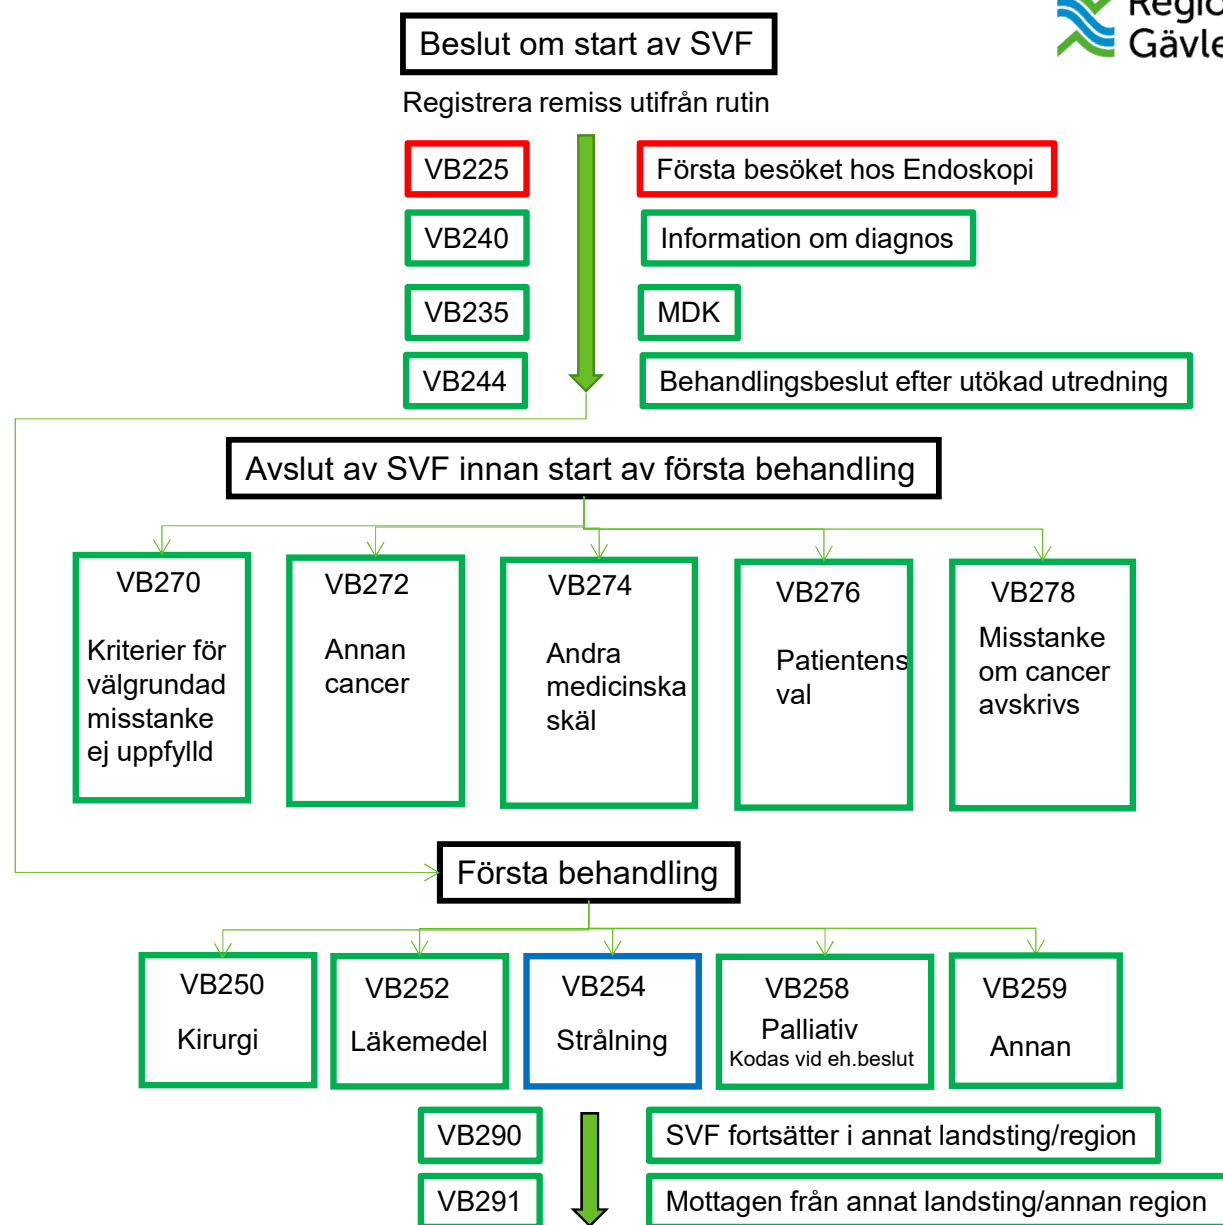 Beslut om start av SVF
Registrera remiss utifrån rutin
VB225
Första besöket hos Endoskopi
VB240
Information om diagnos
VB235
MDK
VB244
Behandlingsbeslut efter utökad utredning
Avslut av SVF innan start av första behandling
VB270
Kriterier för
välgrundad
misstanke
ej uppfylld
VB272
Annan
cancer
VB274
Andra
medicinska
skäl
VB276
Patientens
val
VB278
Misstanke
om cancer
avskrivs
Första behandling
VB250
Kirurgi
VB252
Läkemedel
VB254
Strålning
VB258
Palliativ
Kodas vid eh.beslut
VB259
Annan
VB290
SVF fortsätter i annat landsting/region
VB291
Mottagen från annat landsting/annan region